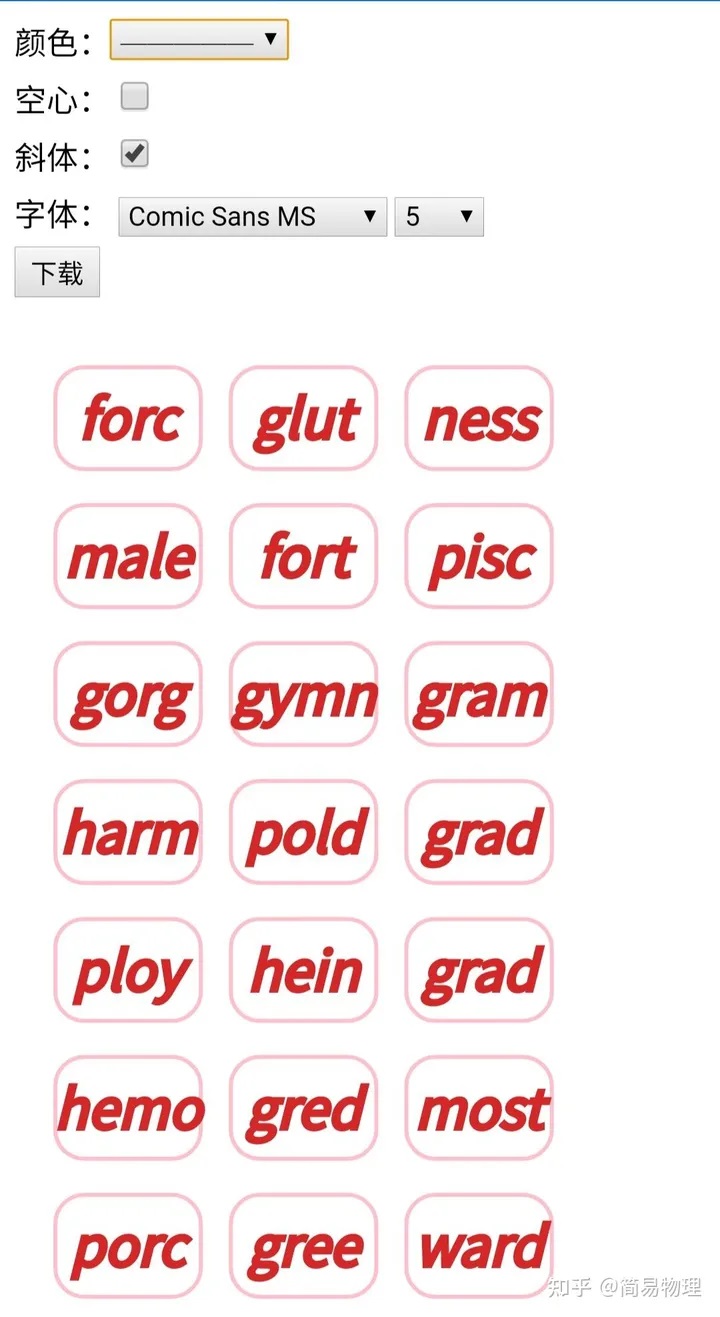 颜色：
空心：
斜体：
字体： Comic Sans MS 5
下载
forc glut ness
male fort pisc
gorg gymn gram
harm pold grad
ploy hein grad
hemo gred most
porc gree ward
知乎 @简易物理